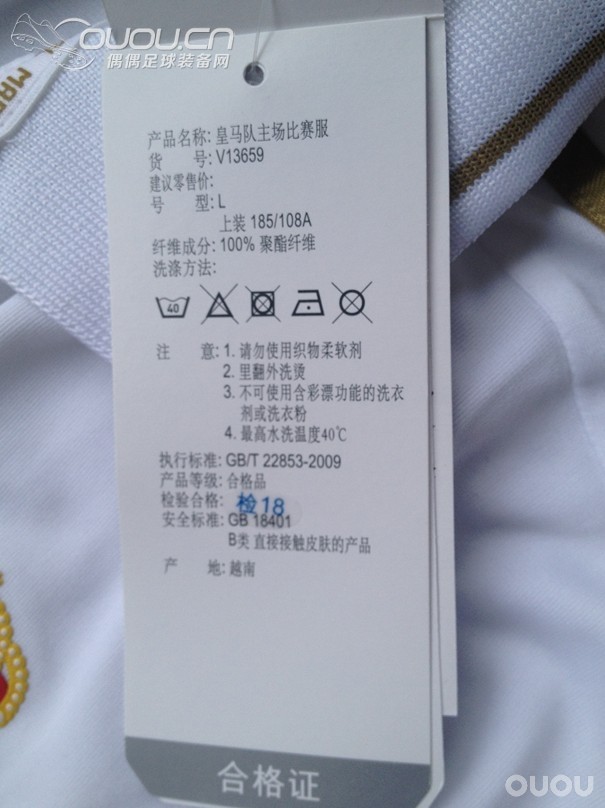 OUOU.CN
偶偶足球装备网
产品名称: 皇马队主场比赛服
货 号: V13659
建议零售价:
号 型: L
上装 185/108A
纤维成分: 100% 聚酯纤维
洗涤方法:
40
注 意: 1. 请勿使用织物柔软剂
2. 里翻外洗烫
3. 不可使用含彩漂功能的洗衣
剂或洗衣粉
4. 最高水洗温度40℃
执行标准: GB/T 22853-2009
产品等级: 合格品
检验合格: 检18
安全标准: GB 18401
B类 直接接触皮肤的产品
产 地: 越南
合格证
OUOU